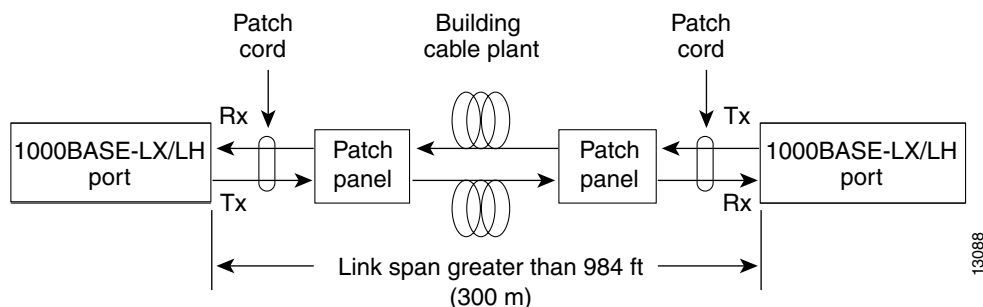 Patch
cord
Building
cable plant
Patch
cord
Rx
Tx
1000BASE-LX/LH
port
Patch
panel
Patch
panel
1000BASE-LX/LH
port
Tx
Rx
Link span greater than 984 ft
(300 m)
13088